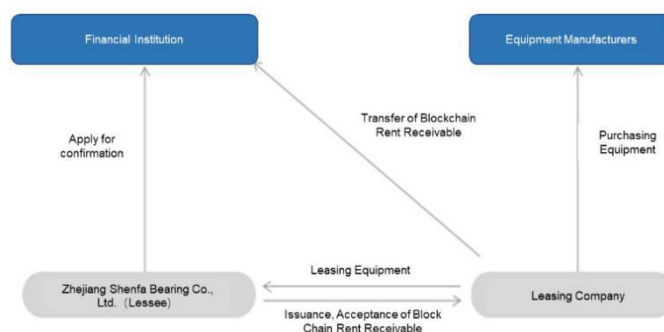 Financial Institution
Equipment Manufacturers
Transfer of Blockchain
Rent Receivable
Apply for
confirmation
Purchasing
Equipment
Leasing Equipment
Zhejiang Shenfa Bearing Co.,
Ltd.（Lessee）
Leasing Company
Issuance, Acceptance of Block
Chain Rent Receivable